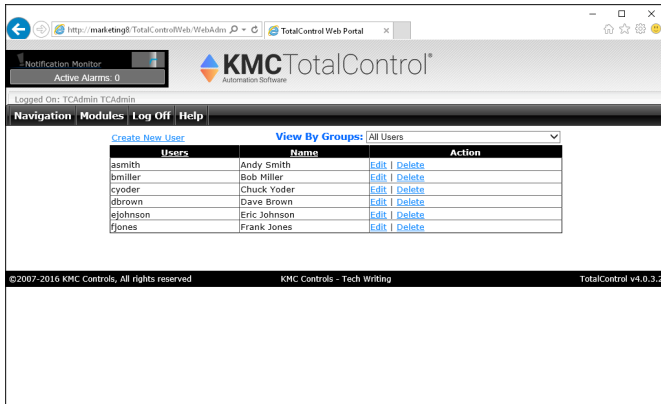 http://marketing8/TotalControlWeb/WebAdm
TotalControl Web Portal
Notification Monitor
Active Alarms: 0
KMCTotalControl®
Automation Software
Logged On: TCAdmin TCAdmin
Navigation Modules Log Off Help
Create New User View By Groups: All Users
Users Name Action
asmith Andy Smith Edit | Delete
bmiller Bob Miller Edit | Delete
cyoder Chuck Yoder Edit | Delete
dbrown Dave Brown Edit | Delete
ejohnson Eric Johnson Edit | Delete
fjones Frank Jones Edit | Delete
©2007-2016 KMC Controls, All rights reserved KMC Controls - Tech Writing TotalControl v4.0.3.2